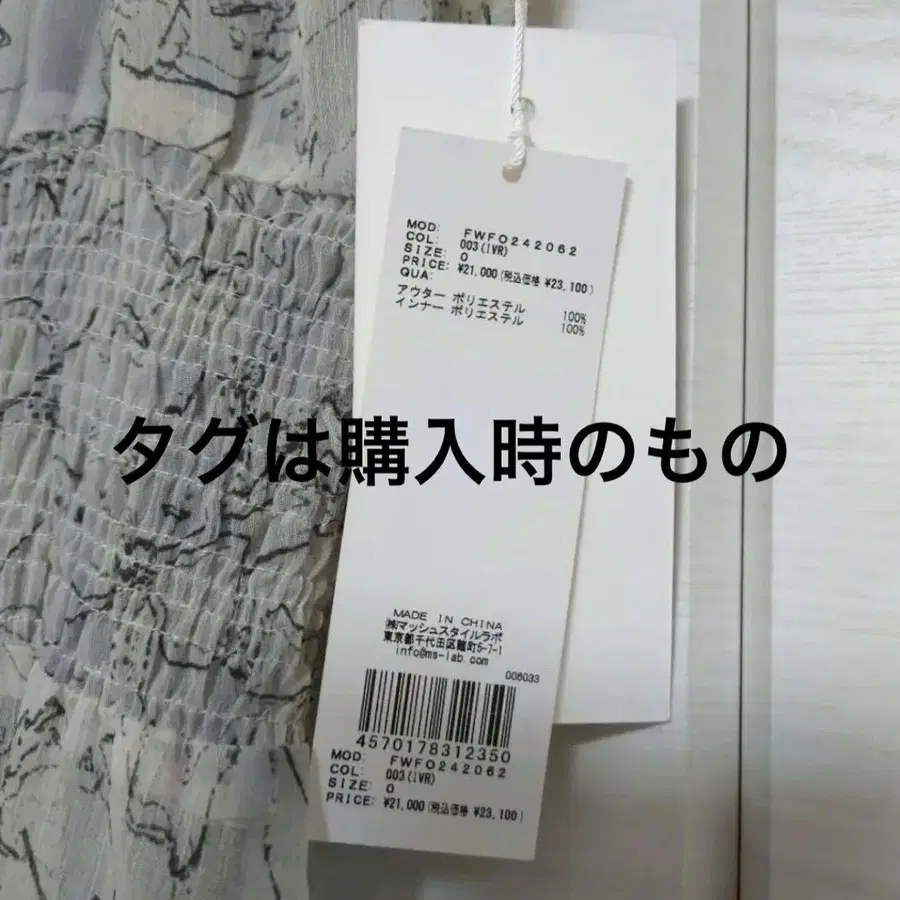 MOD: FWFO242062
COL: 003(IVR)
SIZE: 0
PRICE: ¥21,000(税込価格 ¥23,100)
QUA:
アウター ポリエステル 100%
インナー ポリエステル 100%
タグは購入時のもの
MADE IN CHINA
㈱マッシュスタイルラボ
東京都千代田区麹町5-7-1
info@ms-lab.com
006033
4570178312350
MOD: FWFO242062
COL: 003(IVR)
SIZE: 0
PRICE: ¥21,000(税込価格 ¥23,100)